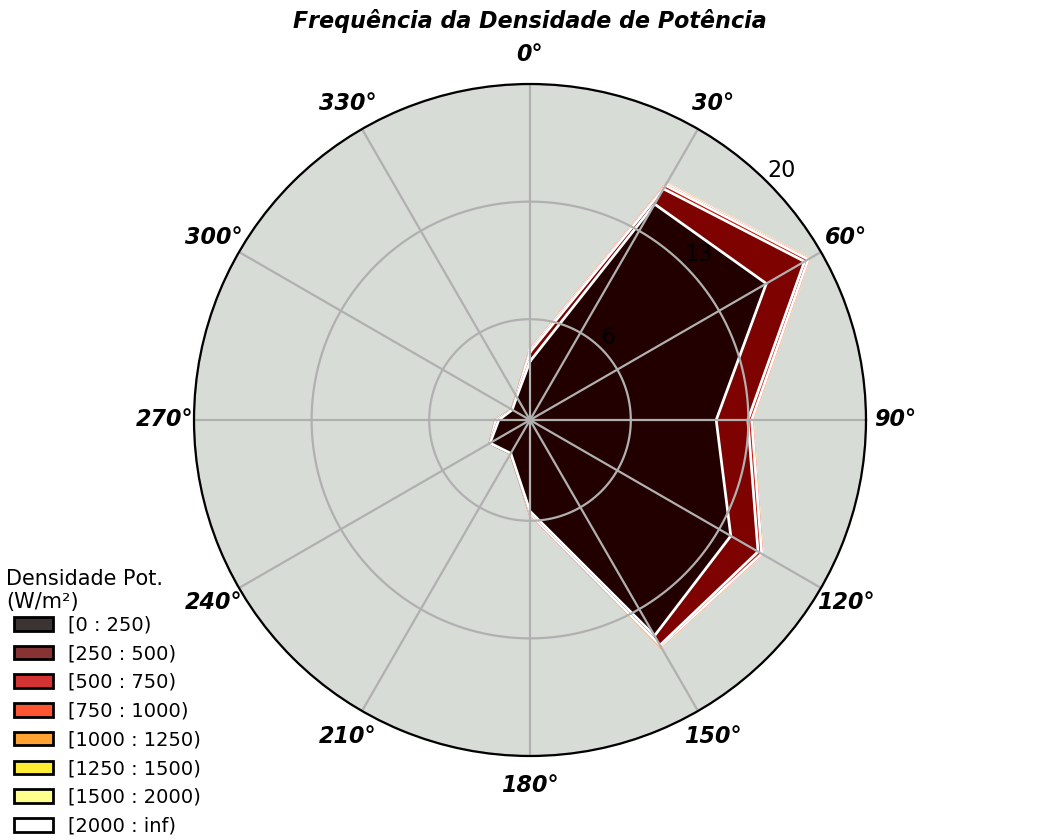 Frequência da Densidade de Potência
0°
330°
30°
20
300°
60°
13
6
270°
90°
240°
120°
210°
150°
180°
Densidade Pot.
(W/m²)
[0 : 250)
[250 : 500)
[500 : 750)
[750 : 1000)
[1000 : 1250)
[1250 : 1500)
[1500 : 2000)
[2000 : inf)